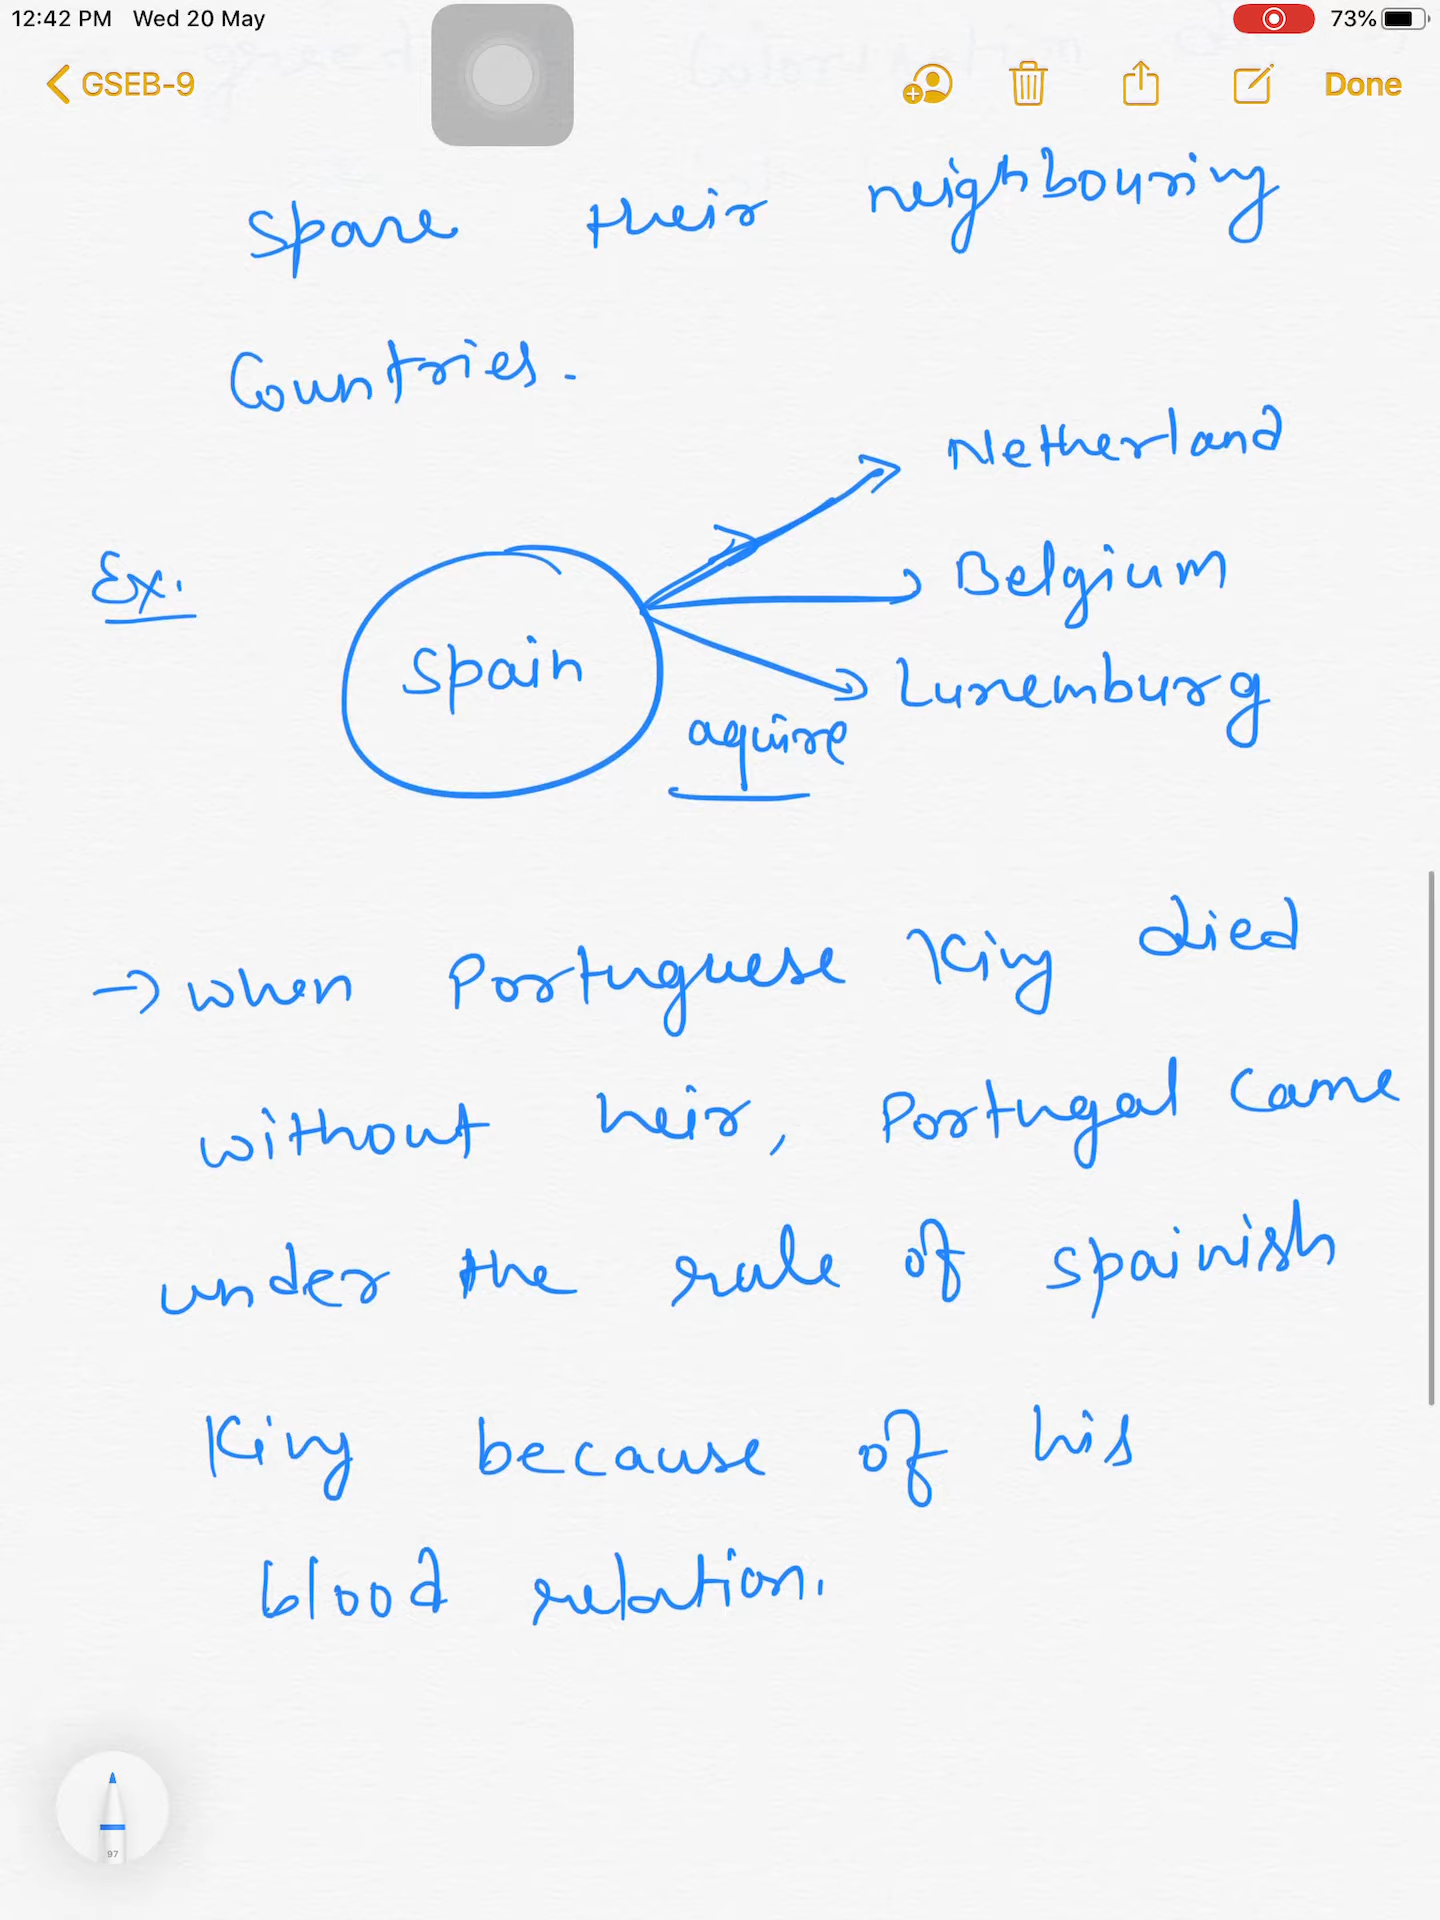 12:42 PM Wed 20 May 73%
GSEB-9 Done
spare their neighbouring
Countries.
Netherland
Ex. Spain Belgium
Luxemburg
aquire
→ when Portuguese King died
without heir, Portugal came
under the rule of spainish
King because of his
blood relation.
97